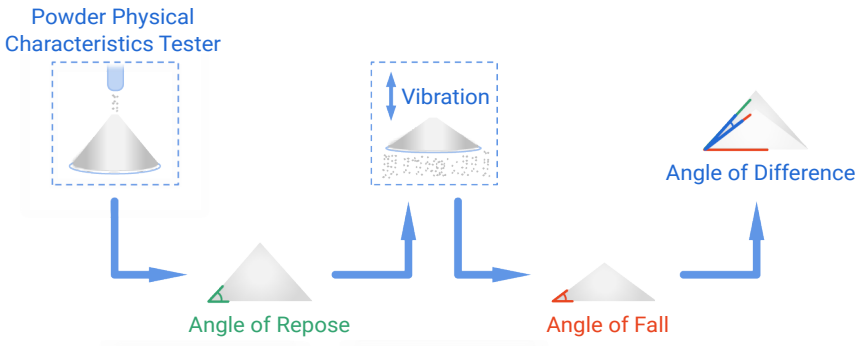 Powder Physical
Characteristics Tester
Vibration
Angle of Difference
Angle of Repose
Angle of Fall